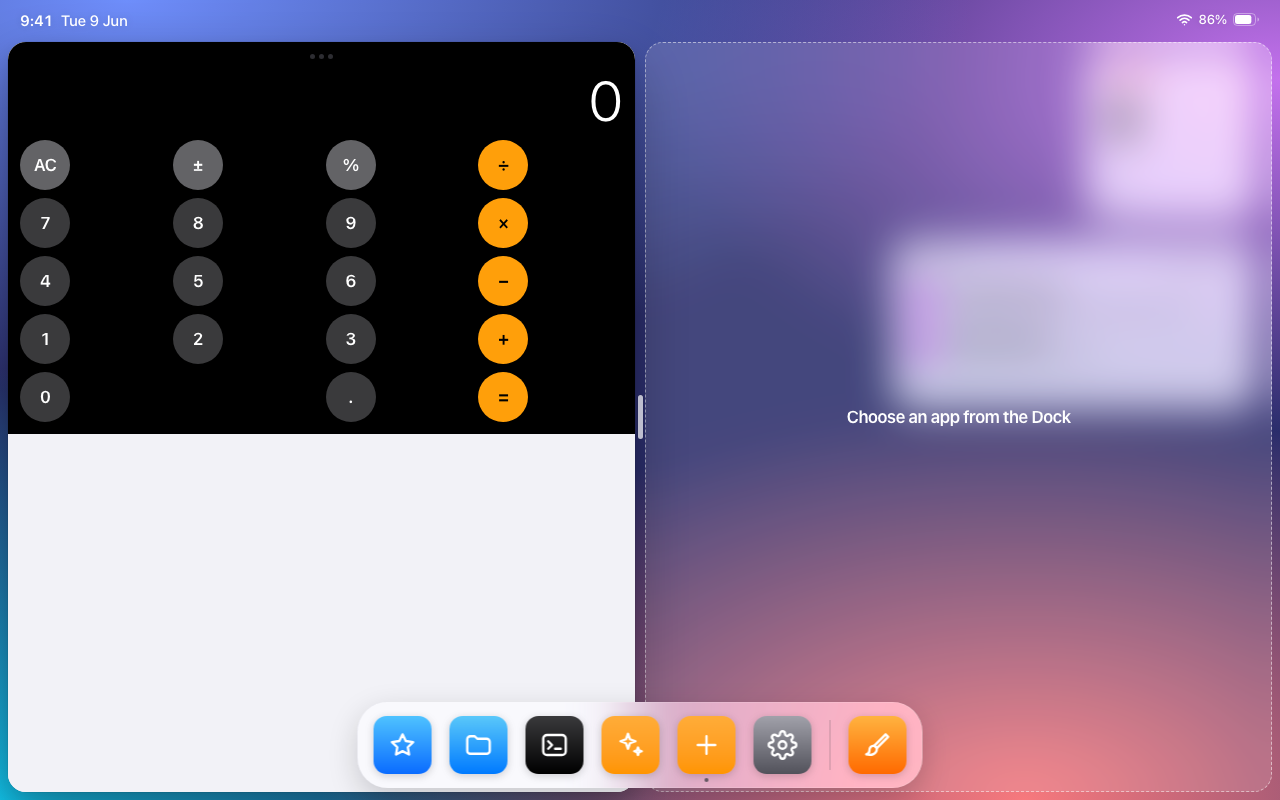 9:41 Tue 9 Jun
86%
0
AC ± % ÷
7 8 9 ×
4 5 6 −
1 2 3 +
0 . =
Choose an app from the Dock